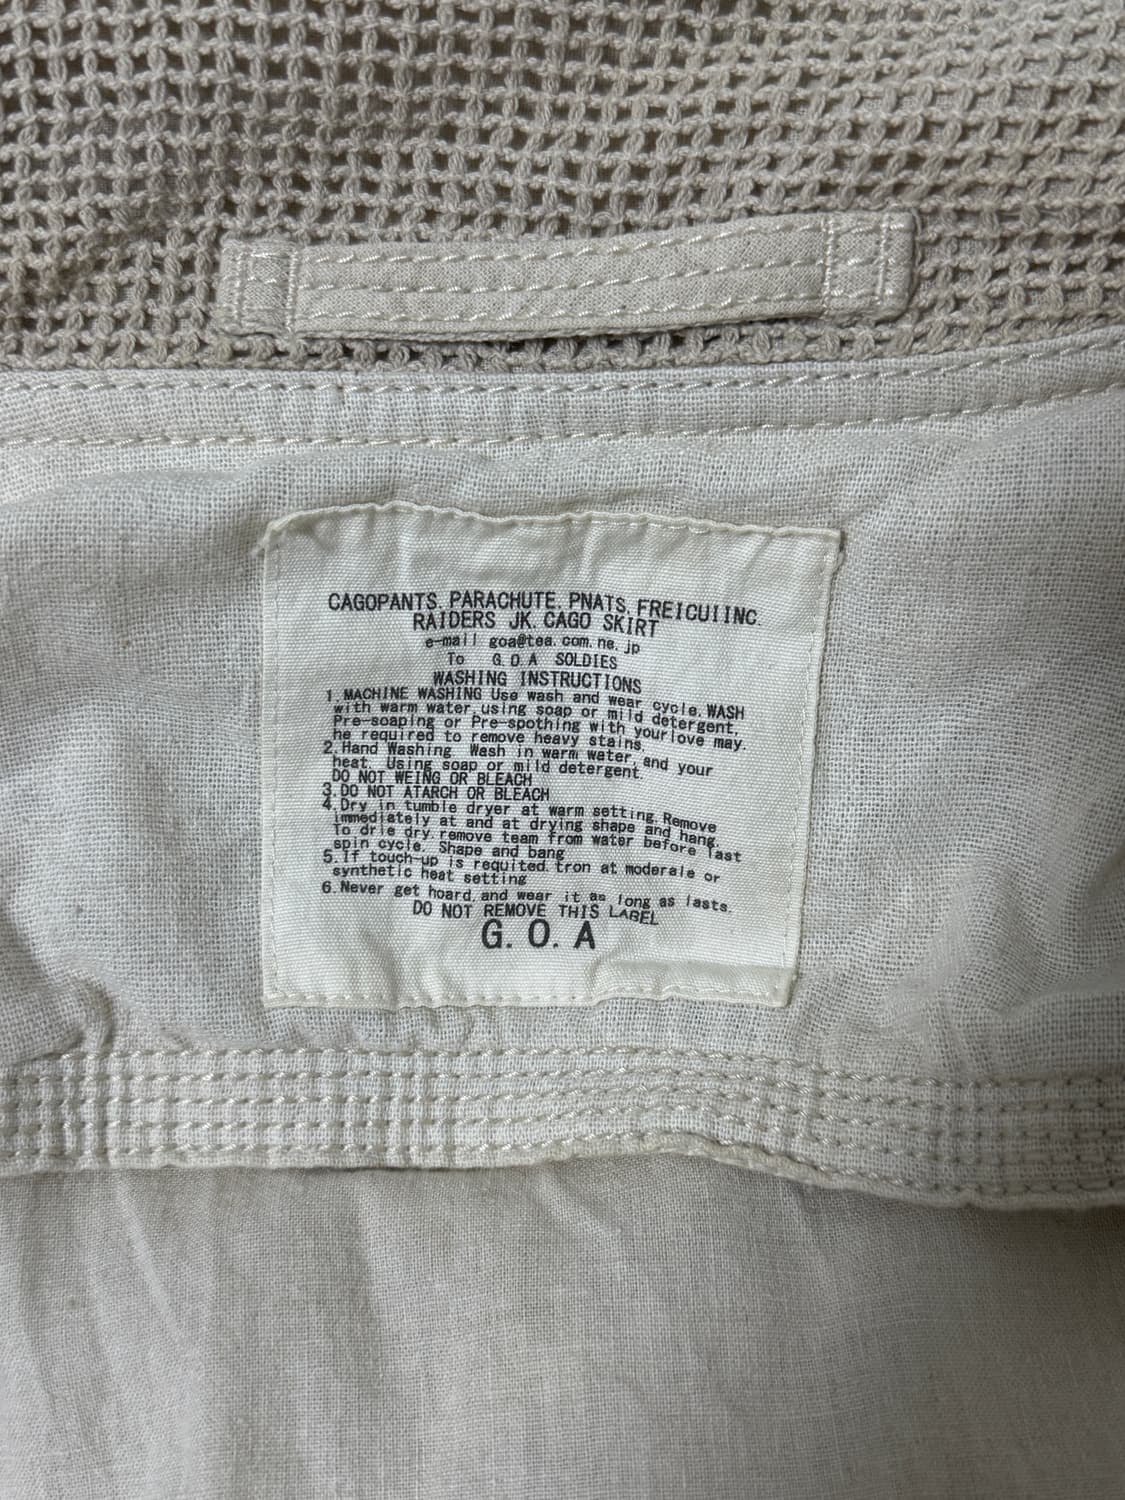 CAGOPANTS. PARACHUTE. PNATS. FREICUIINC.
RAIDERS JK. CAGO SKIRT
e-mail goa@tea.com.ne.jp
To G.O.A SOLDIES
WASHING INSTRUCTIONS
1. MACHINE WASHING Use wash and wear cycle. WASH
with warm water, using soap or mild detergent.
Pre-soaping or Pre-spothing with yourlove may.
he required to remove heavy stains.
2. Hand Washing Wash in warm water, and your
heat. Using soap or mild detergent.
DO NOT WEING OR BLEACH
3. DO NOT ATARCH OR BLEACH
4. Dry in tumble dryer at warm setting. Remove
immediately at and at drying shape and hang.
To drie dry. remove team from water before last
spin cycle. Shape and bang
5. If touch-up is requited. tron at moderale or
synthetic heat setting
6. Never get hoard, and wear it as long as lasts.
DO NOT REMOVE THIS LABEL
G. O. A